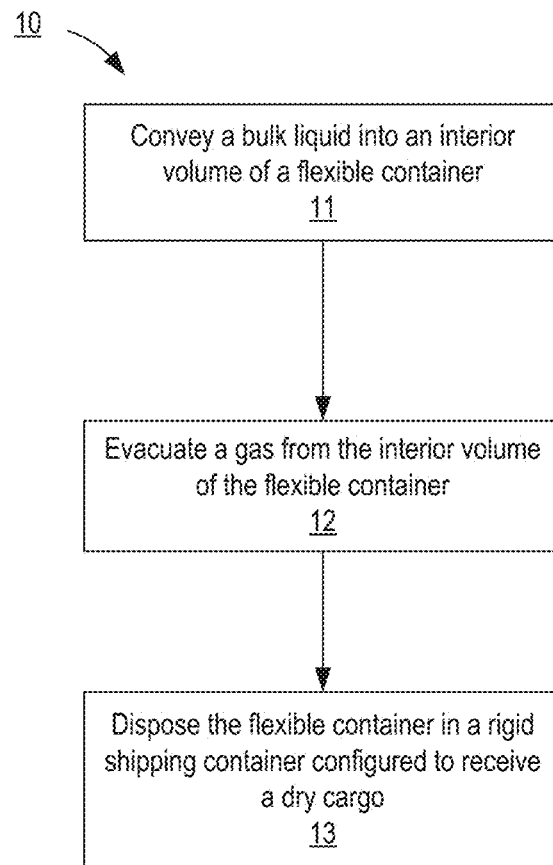 10
Convey a bulk liquid into an interior
volume of a flexible container
11
Evacuate a gas from the interior volume
of the flexible container
12
Dispose the flexible container in a rigid
shipping container configured to receive
a dry cargo
13